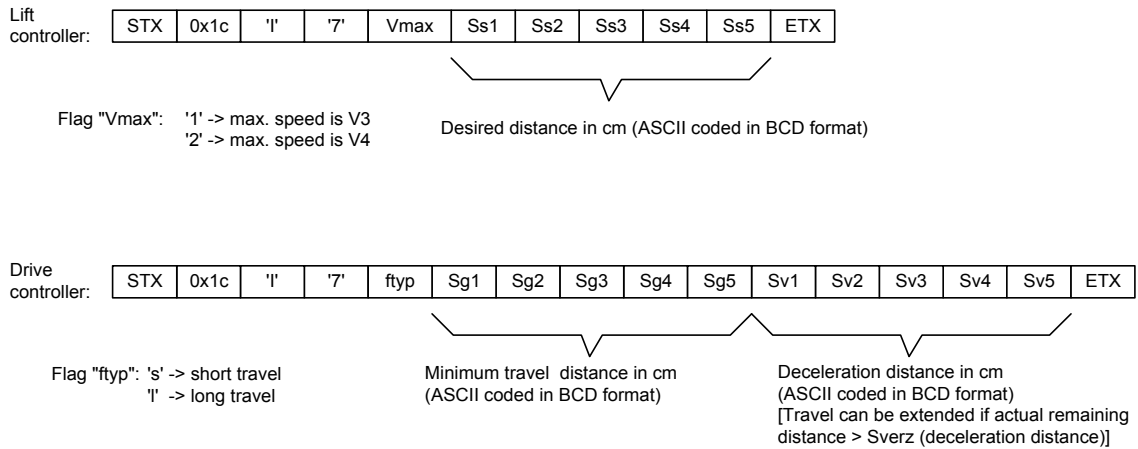 Lift
controller:
STX 0x1c 'I' '7' Vmax Ss1 Ss2 Ss3 Ss4 Ss5 ETX
Flag "Vmax": '1' -> max. speed is V3
'2' -> max. speed is V4
Desired distance in cm (ASCII coded in BCD format)
Drive
controller:
STX 0x1c 'I' '7' ftyp Sg1 Sg2 Sg3 Sg4 Sg5 Sv1 Sv2 Sv3 Sv4 Sv5 ETX
Flag "ftyp": 's' -> short travel
'l' -> long travel
Minimum travel distance in cm
(ASCII coded in BCD format)
Deceleration distance in cm
(ASCII coded in BCD format)
[Travel can be extended if actual remaining
distance > Sverz (deceleration distance)]